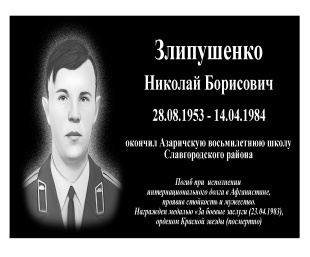 Злипушенко
Николай Борисович
28.08.1953 - 14.04.1984
окончил Азаричскую восьмилетнюю школу
Славгородского района
Погиб при исполнении
интернационального долга в Афганистане,
проявив стойкость и мужество.
Награжден медалью «За боевые заслуги (23.04.1983),
орденом Красной звезды (посмертно)